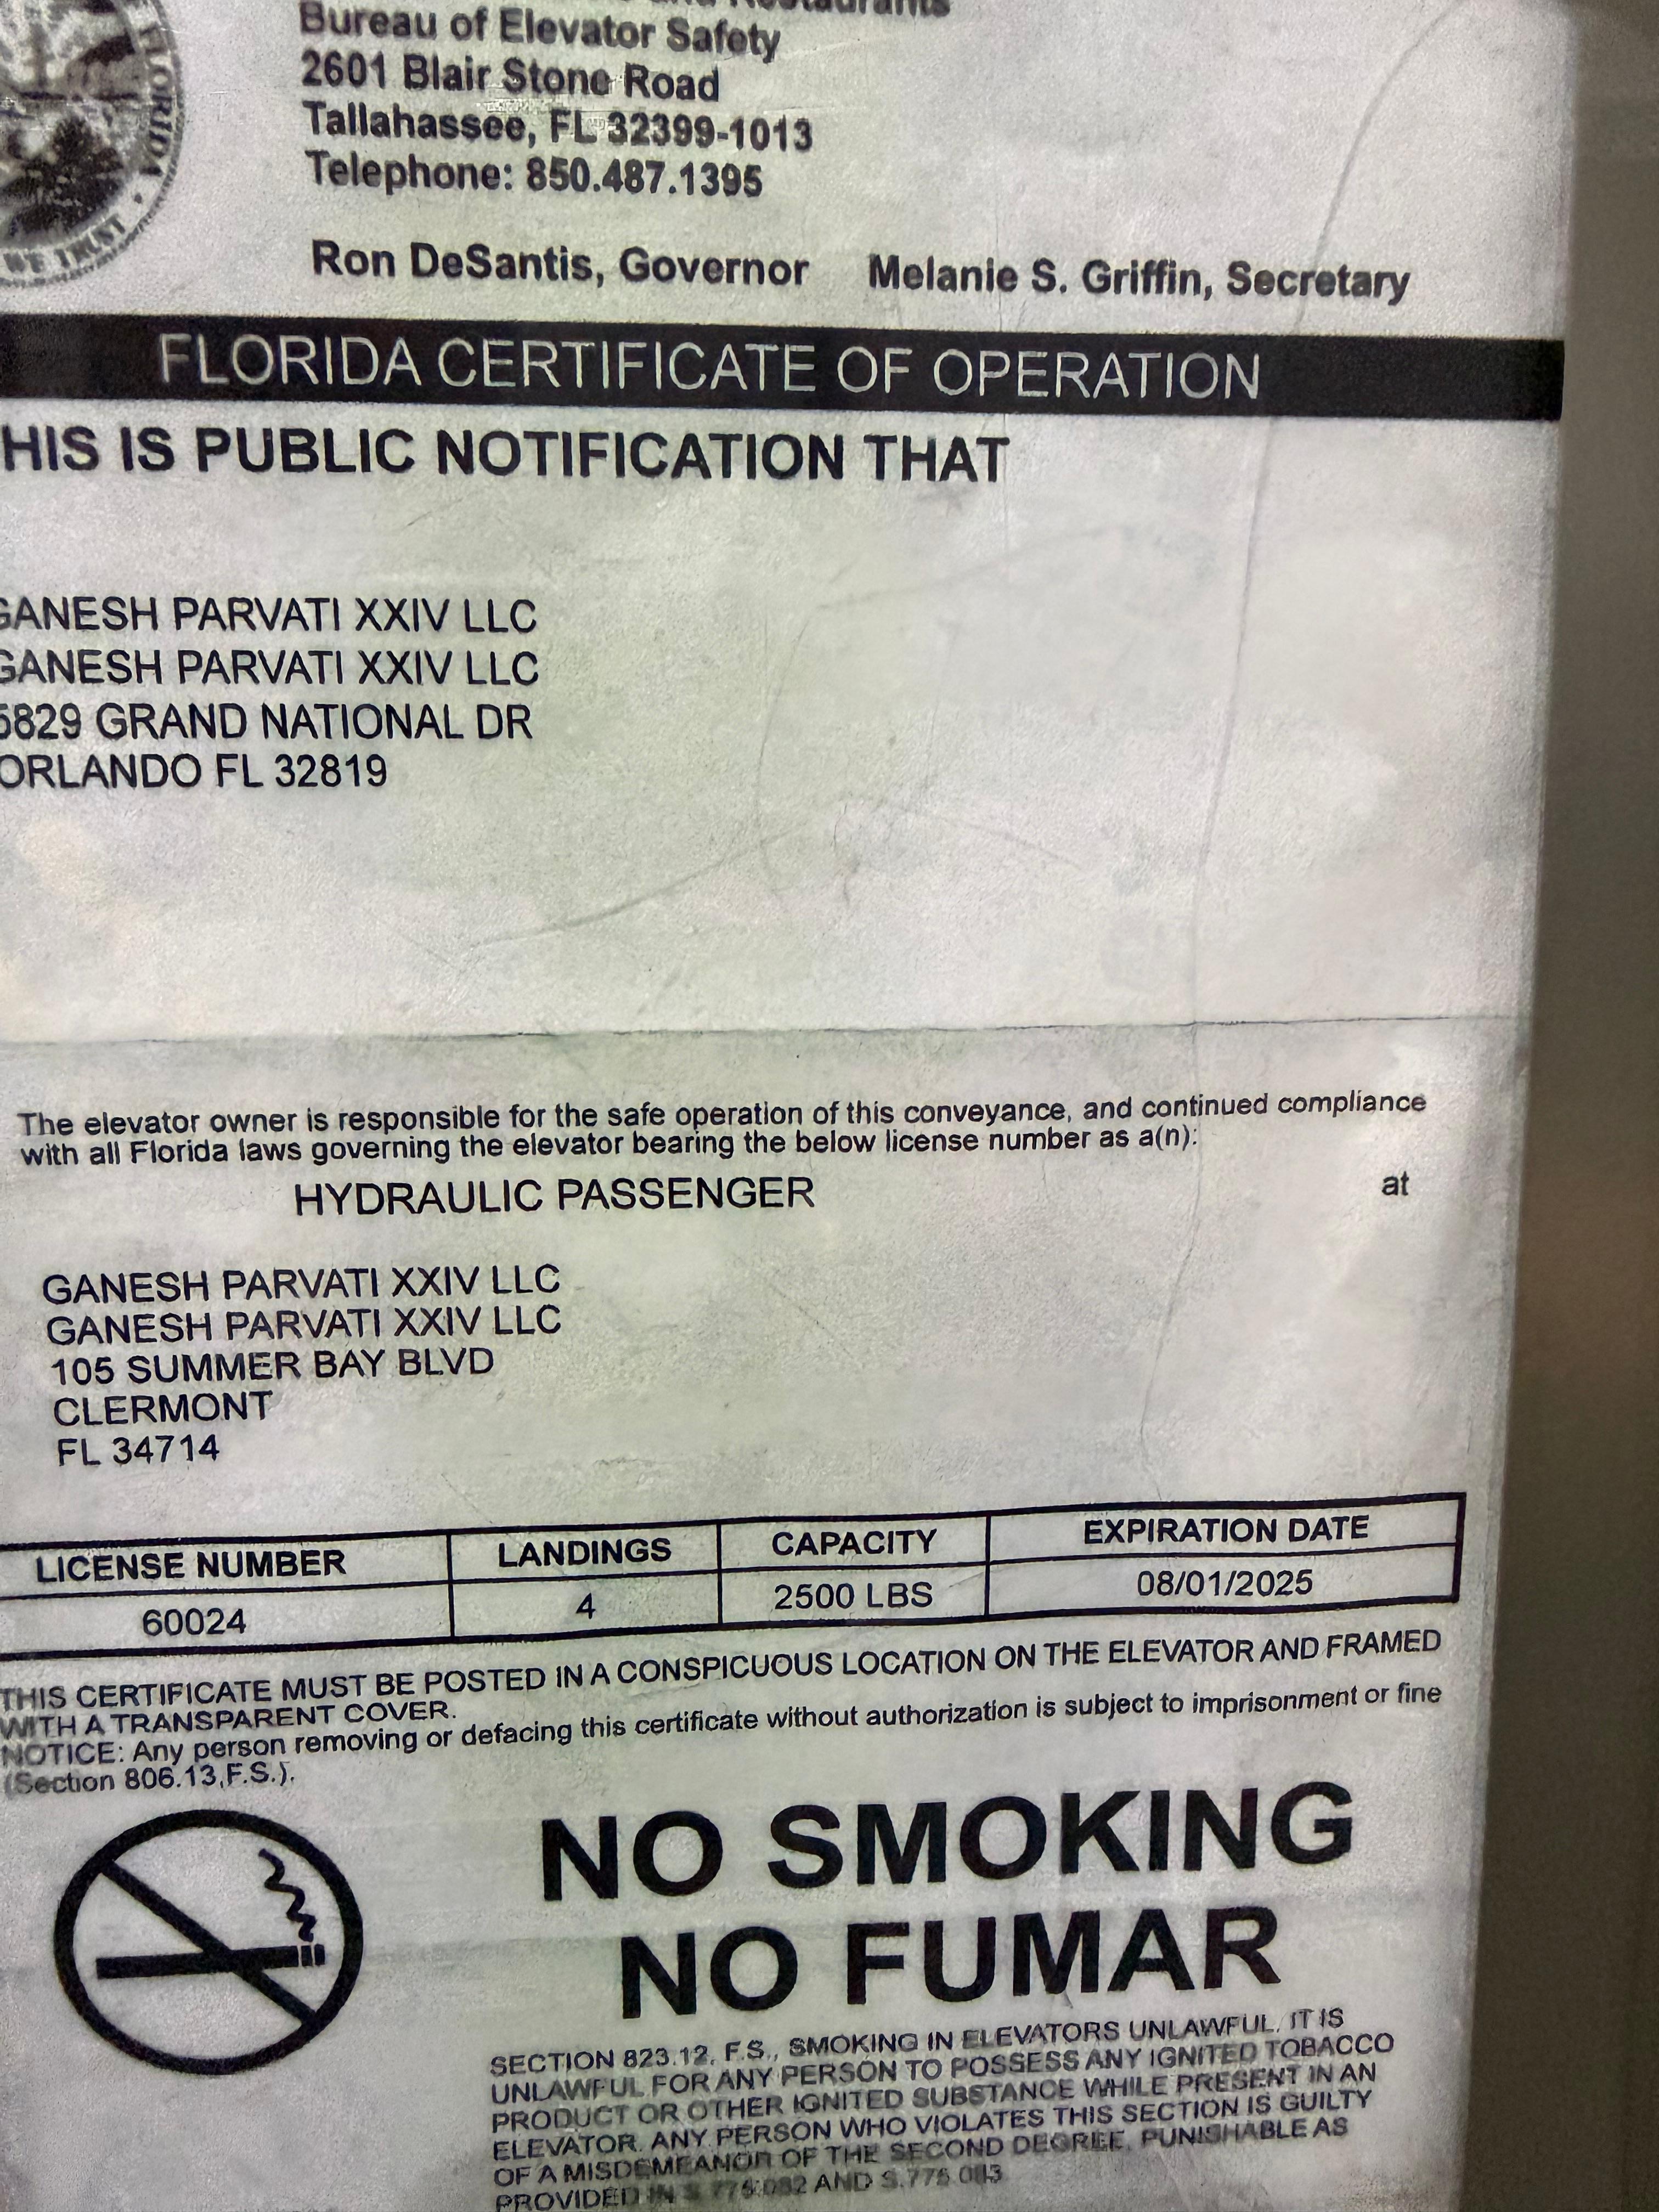 and Restaurants
Bureau of Elevator Safety
2601 Blair Stone Road
Tallahassee, FL 32399-1013
Telephone: 850.487.1395
FLORIDA
WE TRUST
Ron DeSantis, Governor Melanie S. Griffin, Secretary
FLORIDA CERTIFICATE OF OPERATION
HIS IS PUBLIC NOTIFICATION THAT
GANESH PARVATI XXIV LLC
GANESH PARVATI XXIV LLC
5829 GRAND NATIONAL DR
ORLANDO FL 32819
The elevator owner is responsible for the safe operation of this conveyance, and continued compliance
with all Florida laws governing the elevator bearing the below license number as a(n):
HYDRAULIC PASSENGER at
GANESH PARVATI XXIV LLC
GANESH PARVATI XXIV LLC
105 SUMMER BAY BLVD
CLERMONT
FL 34714
LICENSE NUMBER LANDINGS CAPACITY EXPIRATION DATE
60024 4 2500 LBS 08/01/2025
THIS CERTIFICATE MUST BE POSTED IN A CONSPICUOUS LOCATION ON THE ELEVATOR AND FRAMED
WITH A TRANSPARENT COVER.
NOTICE: Any person removing or defacing this certificate without authorization is subject to imprisonment or fine
(Section 806.13,F.S.).
NO SMOKING
NO FUMAR
SECTION 823.12, F.S., SMOKING IN ELEVATORS UNLAWFUL. IT IS
UNLAWFUL FOR ANY PERSON TO POSSESS ANY IGNITED TOBACCO
PRODUCT OR OTHER IGNITED SUBSTANCE WHILE PRESENT IN AN
ELEVATOR. ANY PERSON WHO VIOLATES THIS SECTION IS GUILTY
OF A MISDEMEANOR OF THE SECOND DEGREE, PUNISHABLE AS
PROVIDED IN S.775.082 AND S.775.083